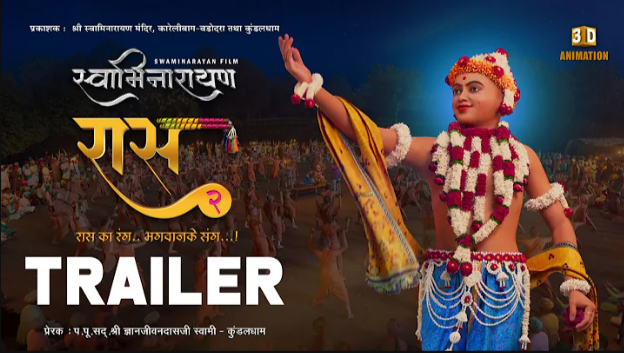 प्रकाशक : श्री स्वामिनारायण मंदिर, कारेलीबाग-वडोदरा तथा कुंडलधाम
3D
ANIMATION
SWAMINARAYAN FILM
स्वामिनारायण
रास
२
रास का रंग.. भगवानके संग...!
TRAILER
प्रेरक : प.पू.सद्.श्री ज्ञानजीवनदासजी स्वामी - कुंडलधाम